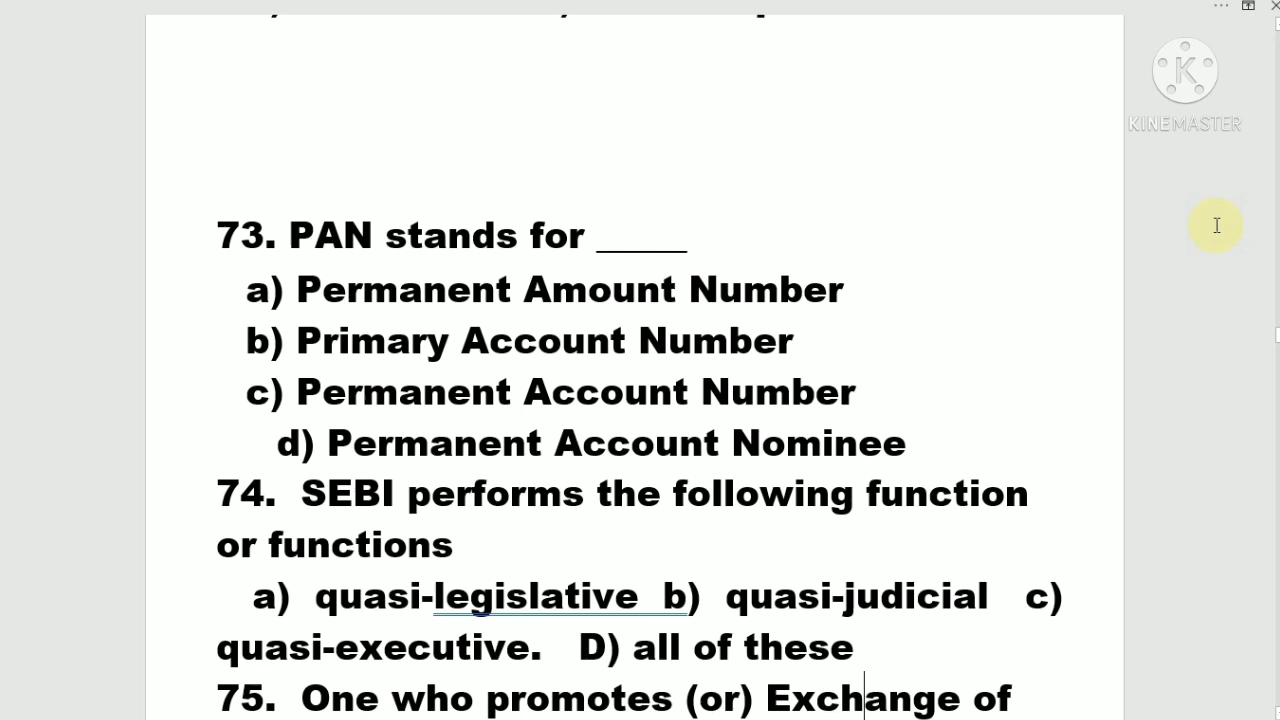 KINEMASTER
73. PAN stands for _____
a) Permanent Amount Number
b) Primary Account Number
c) Permanent Account Number
d) Permanent Account Nominee
74. SEBI performs the following function
or functions
a) quasi-legislative b) quasi-judicial c)
quasi-executive. D) all of these
75. One who promotes (or) Exchange of